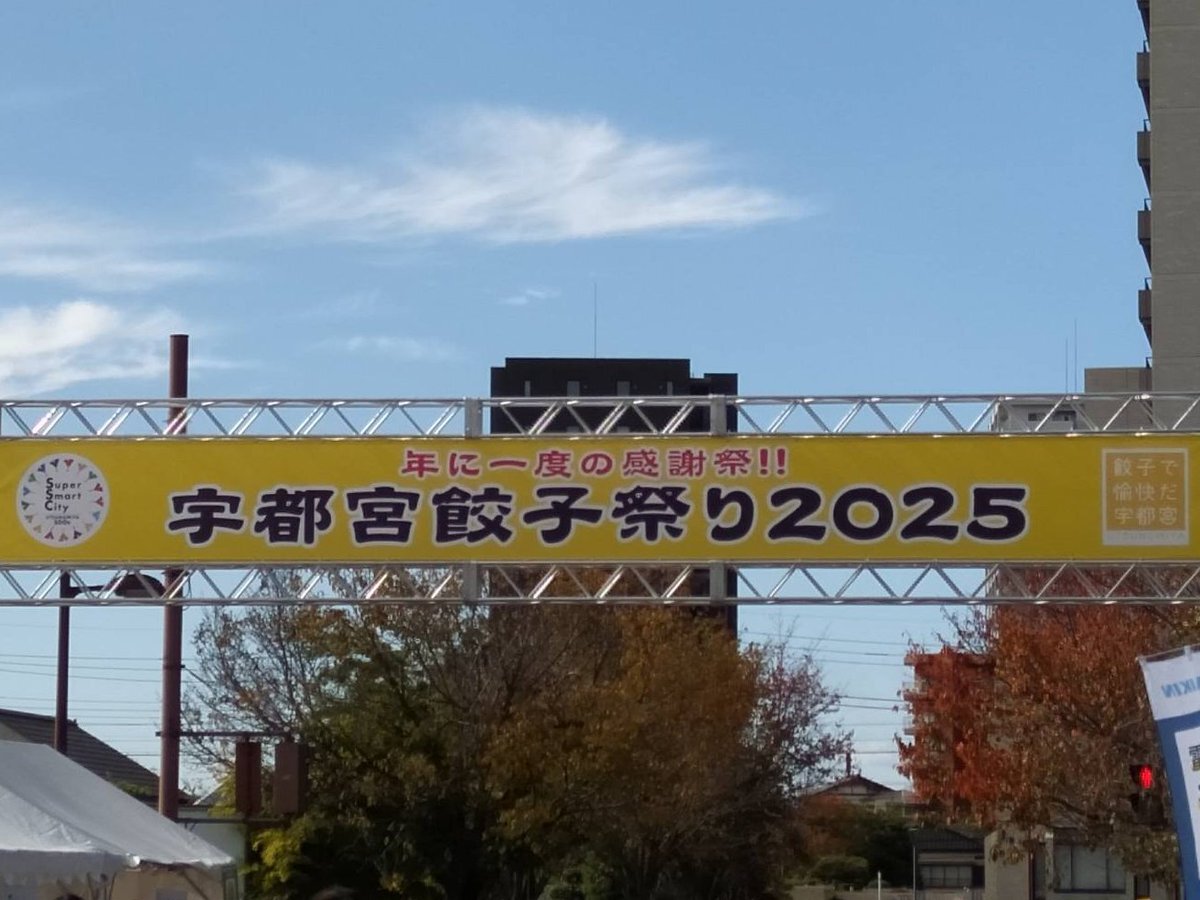 年に一度の感謝祭!!
宇都宮餃子祭り2025
Super
Smart
City
餃子で
愉快だ
宇都宮